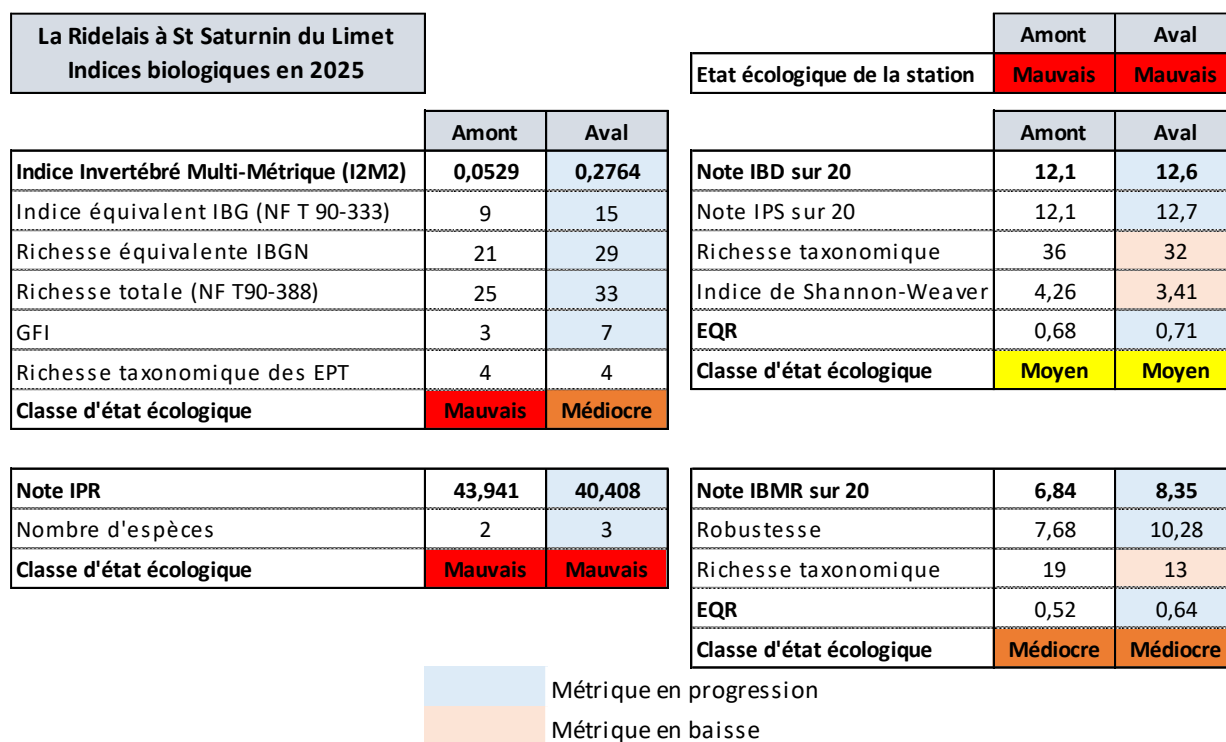 La Ridelais à St Saturnin du Limet
Indices biologiques en 2025
Amont Aval
Etat écologique de la station Mauvais Mauvais
Amont Aval
Indice Invertébré Multi-Métrique (I2M2) 0,0529 0,2764
Indice équivalent IBG (NF T 90-333) 9 15
Richesse équivalente IBGN 21 29
Richesse totale (NF T90-388) 25 33
GFI 3 7
Richesse taxonomique des EPT 4 4
Classe d'état écologique Mauvais Médiocre
Amont Aval
Note IBD sur 20 12,1 12,6
Note IPS sur 20 12,1 12,7
Richesse taxonomique 36 32
Indice de Shannon-Weaver 4,26 3,41
EQR 0,68 0,71
Classe d'état écologique Moyen Moyen
Note IPR 43,941 40,408
Nombre d'espèces 2 3
Classe d'état écologique Mauvais Mauvais
Note IBMR sur 20 6,84 8,35
Robustesse 7,68 10,28
Richesse taxonomique 19 13
EQR 0,52 0,64
Classe d'état écologique Médiocre Médiocre
Métrique en progression
Métrique en baisse